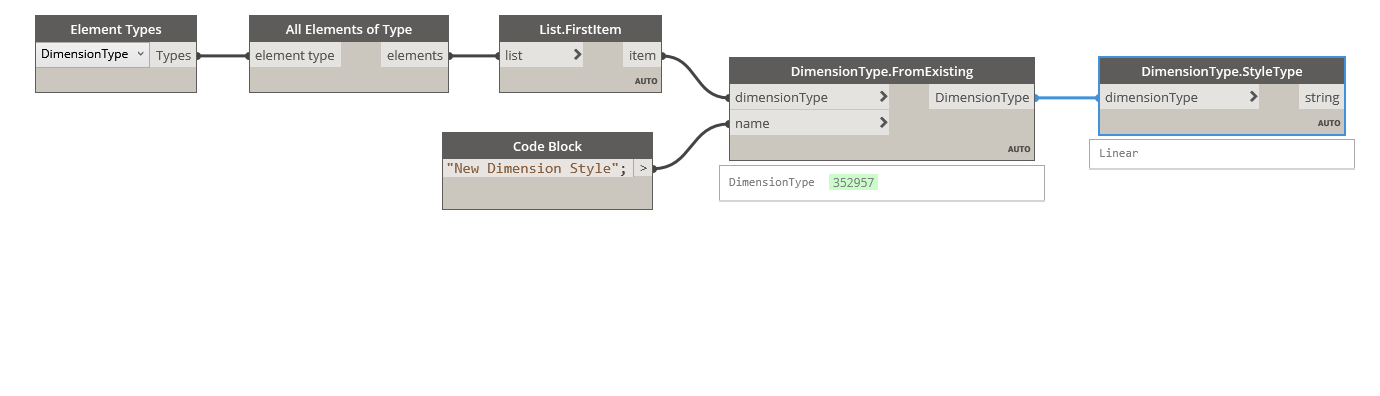 Element Types
DimensionType Types
All Elements of Type
element type elements
List.FirstItem
list item
AUTO
Code Block
"New Dimension Style"; >
DimensionType.FromExisting
dimensionType DimensionType
name
AUTO
DimensionType 352957
DimensionType.StyleType
dimensionType string
AUTO
Linear